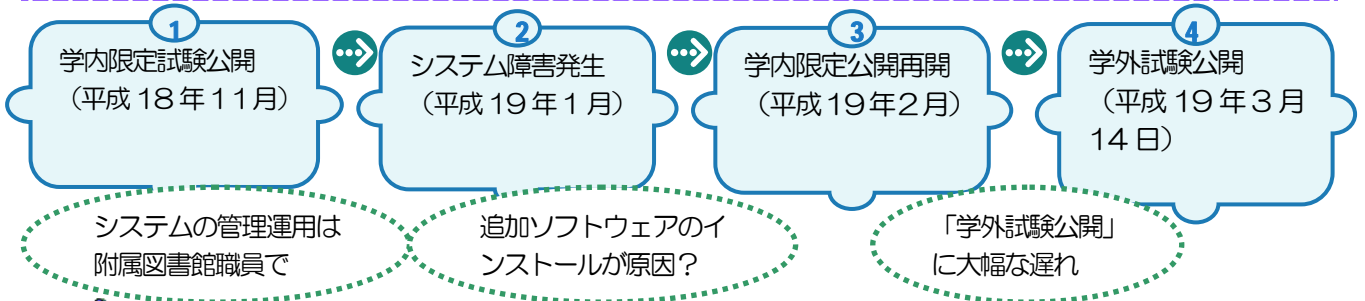 1
学内限定試験公開
(平成18年11月)
2
システム障害発生
(平成19年1月)
3
学内限定公開再開
(平成19年2月)
4
学外試験公開
(平成19年3月
14日)
システムの管理運用は
附属図書館職員で
追加ソフトウェアのイ
ンストールが原因?
「学外試験公開」
に大幅な遅れ